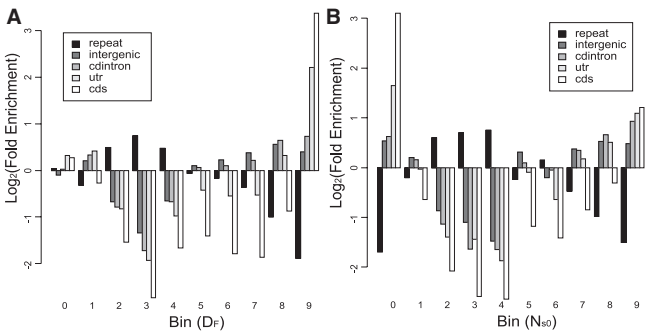 A
B
Log2(Fold Enrichment)
3
2
1
0
-1
-2
repeat
intergenic
cdintron
utr
cds
0 1 2 3 4 5 6 7 8 9
Bin (DF)
Log2(Fold Enrichment)
3
2
1
0
-1
-2
repeat
intergenic
cdintron
utr
cds
0 1 2 3 4 5 6 7 8 9
Bin (Ns0)